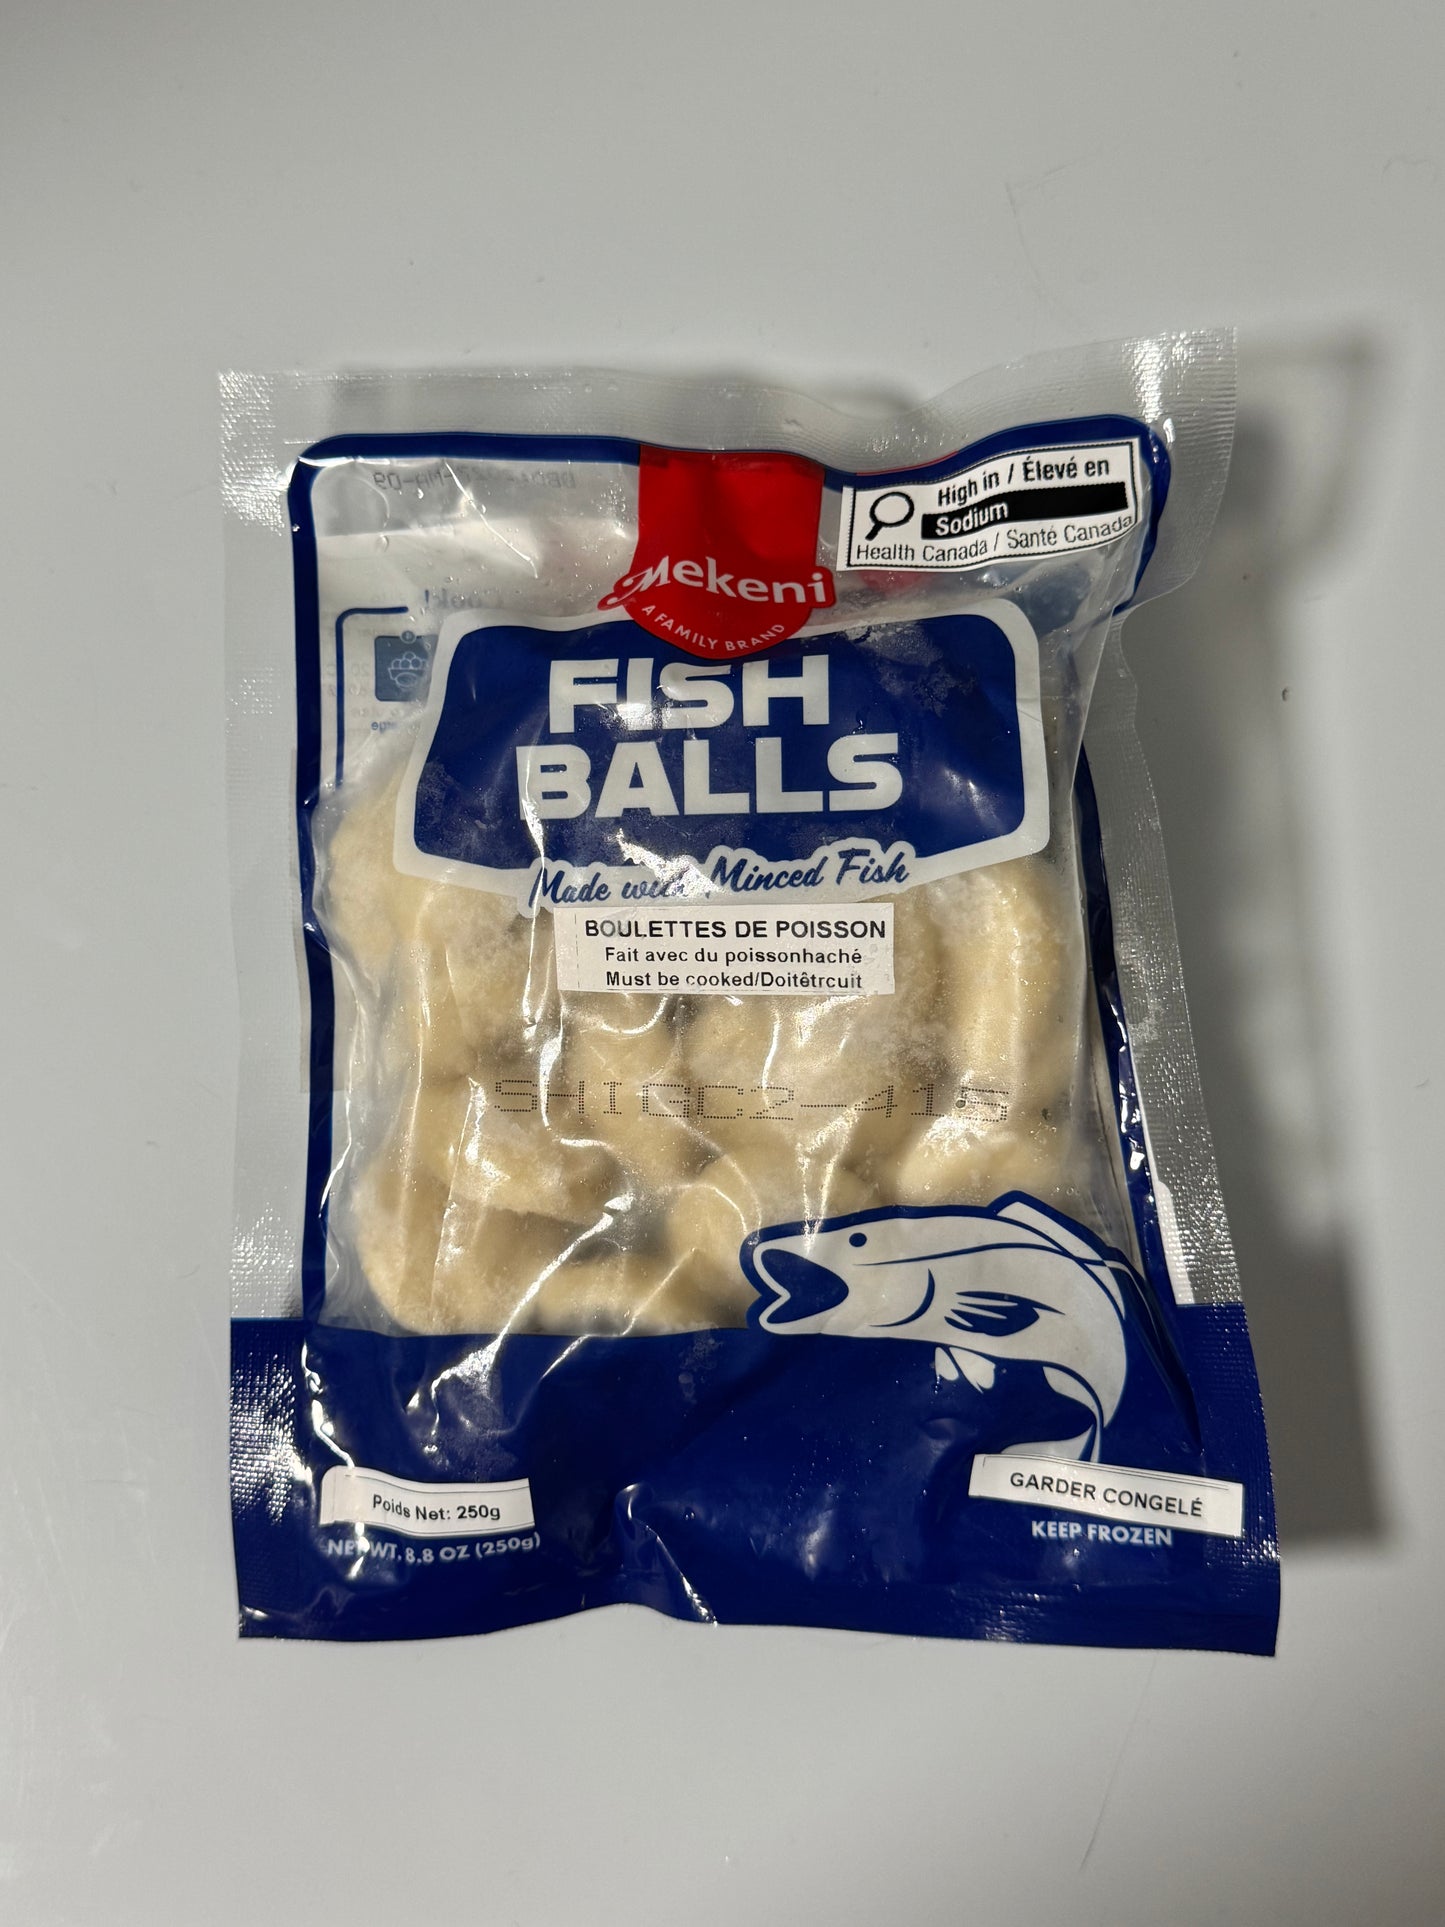 High in / Élevé en
Sodium
Health Canada / Santé Canada
Mekeni
A FAMILY BRAND
FISH
BALLS
Made with Minced Fish
BOULETTES DE POISSON
Fait avec du poissonhaché
Must be cooked/Doitêtrcuit
SHIGC2-415
Poids Net: 250g
NET WT. 8.8 OZ (250g)
GARDER CONGELÉ
KEEP FROZEN